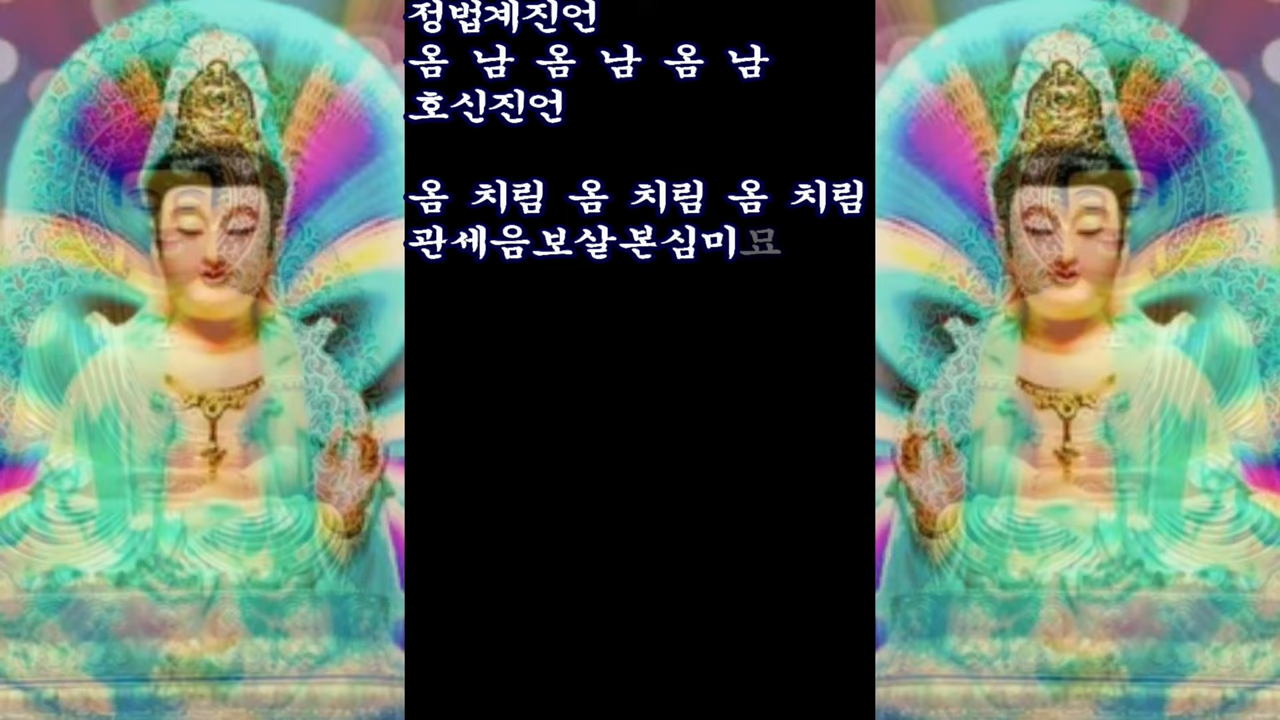 정법계진언
옴 남 옴 남 옴 남
호신진언
옴 치림 옴 치림 옴 치림
관세음보살본심미묘